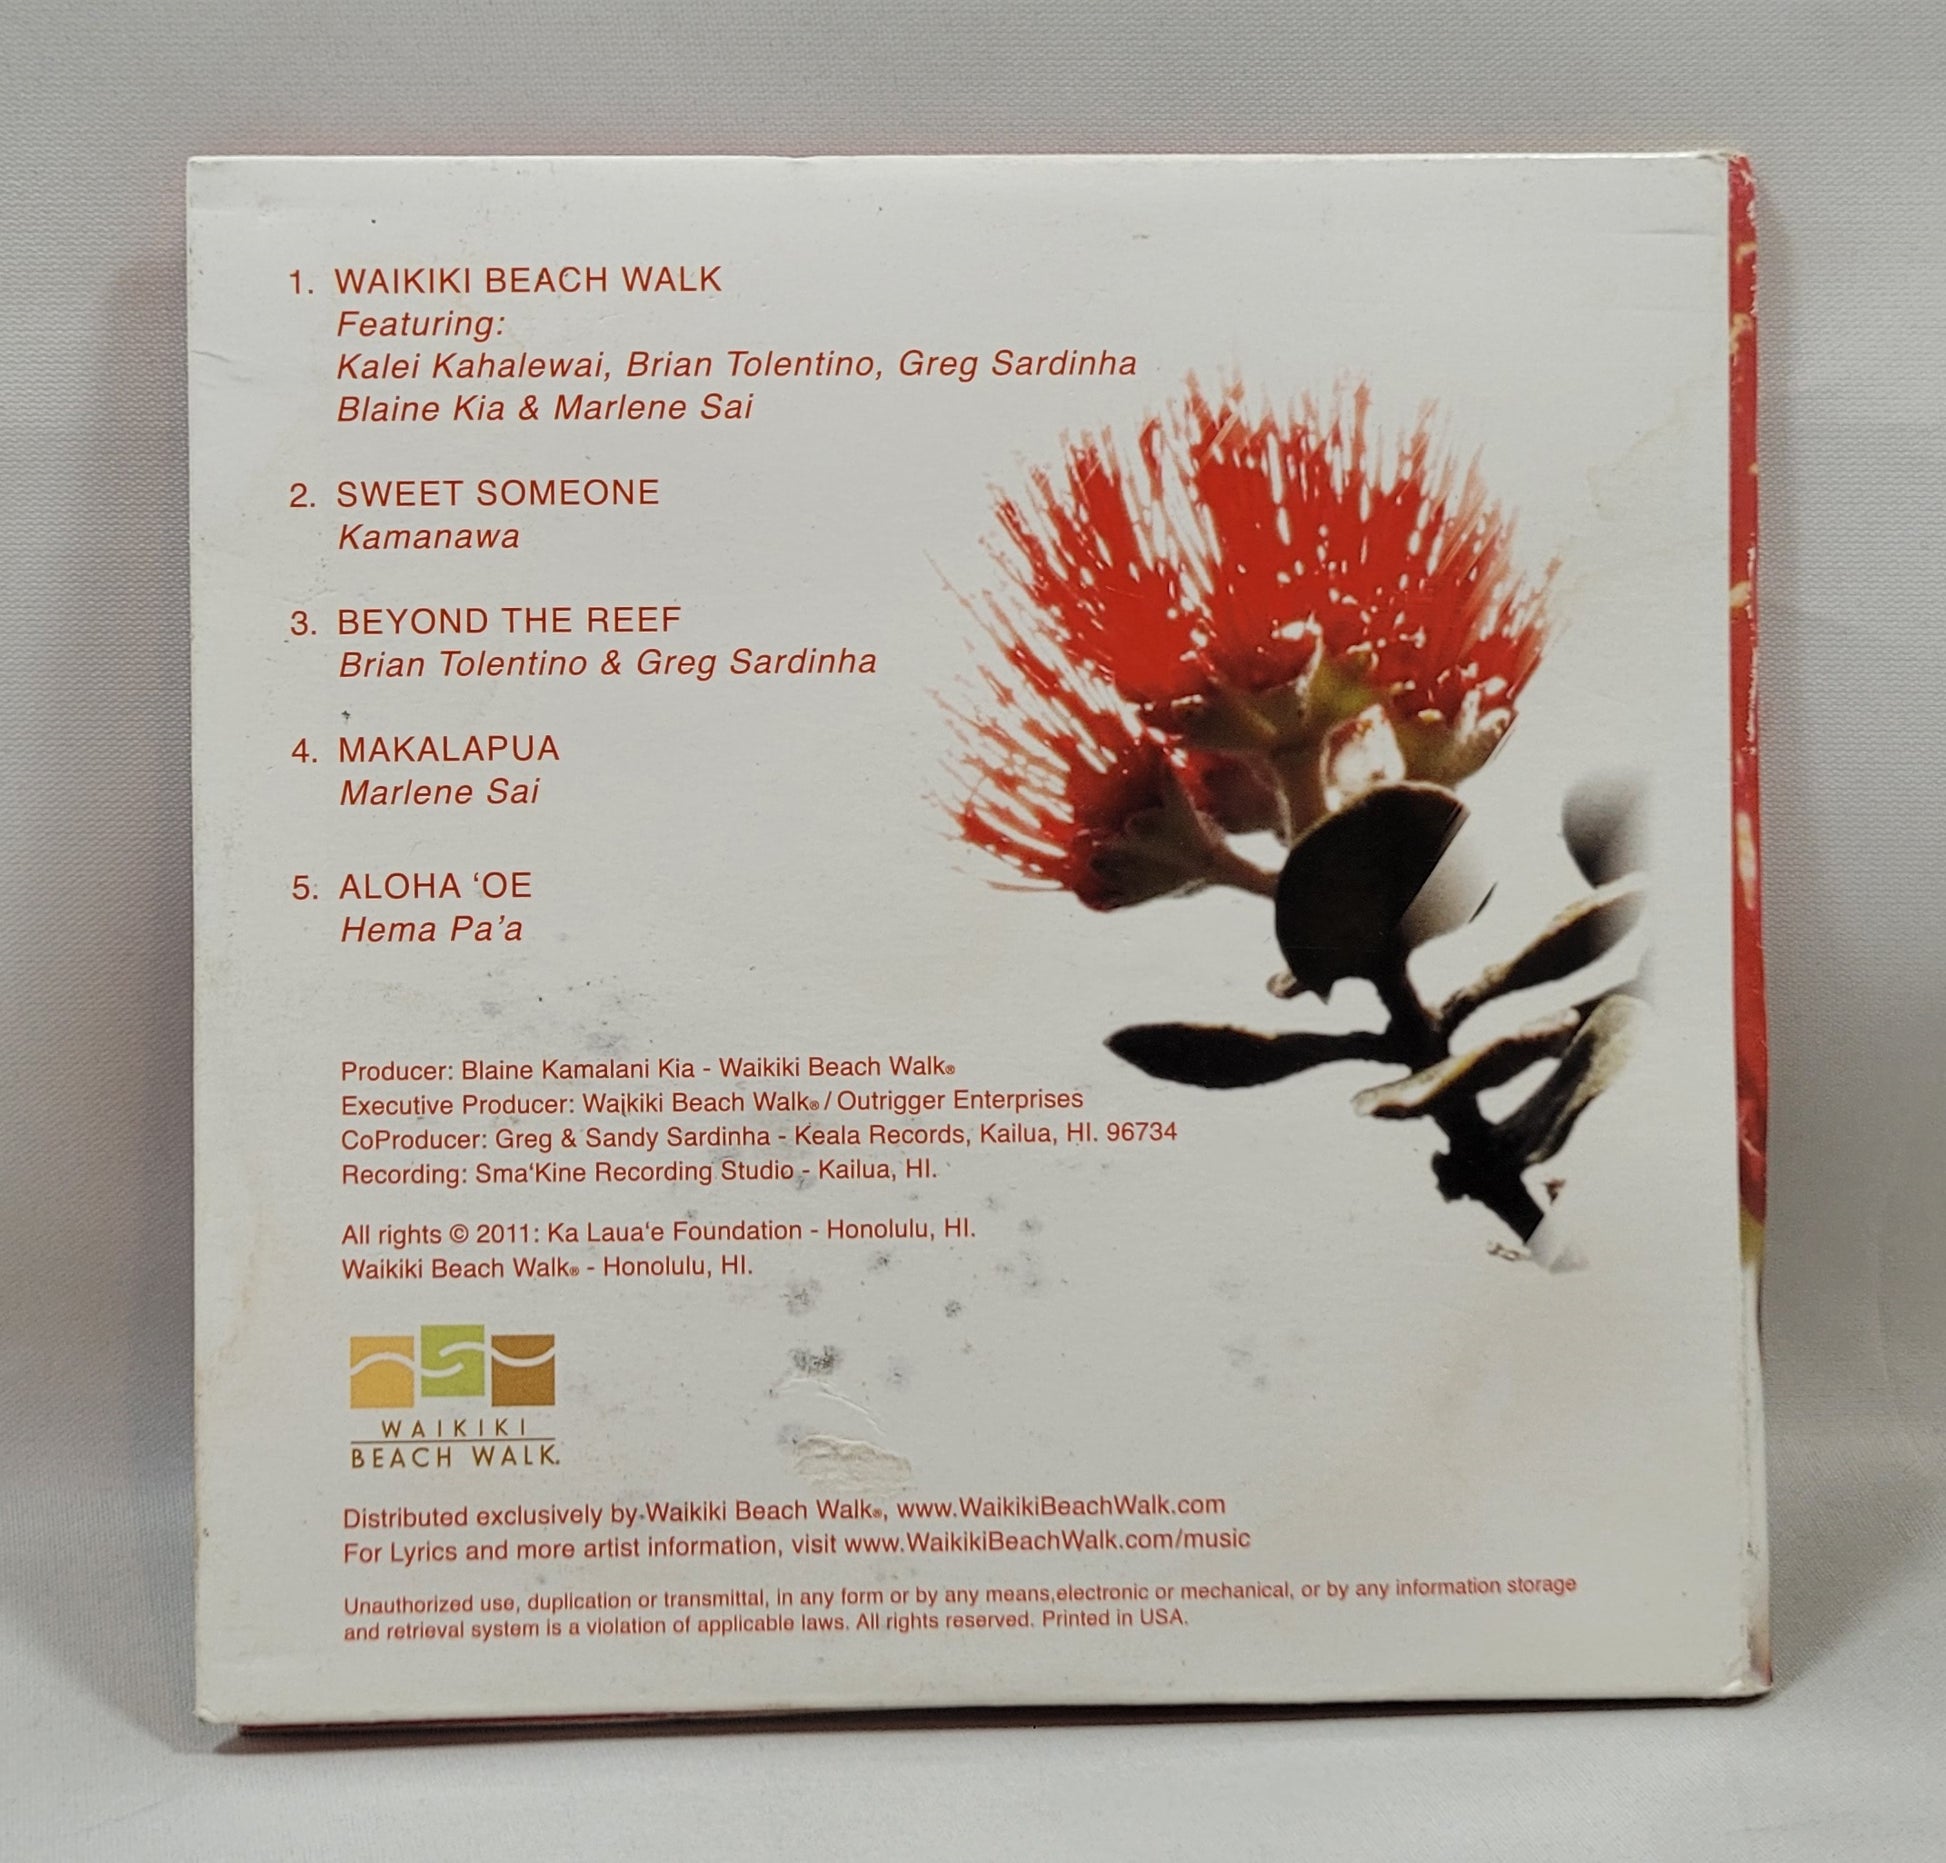 1. WAIKIKI BEACH WALK
Featuring:
Kalei Kahalewai, Brian Tolentino, Greg Sardinha
Blaine Kia & Marlene Sai
2. SWEET SOMEONE
Kamanawa
3. BEYOND THE REEF
Brian Tolentino & Greg Sardinha
4. MAKALAPUA
Marlene Sai
5. ALOHA ‘OE
Hema Pa’a
Producer: Blaine Kamalani Kia - Waikiki Beach Walk®
Executive Producer: Waikiki Beach Walk® / Outrigger Enterprises
CoProducer: Greg & Sandy Sardinha - Keala Records, Kailua, HI. 96734
Recording: Sma‘Kine Recording Studio - Kailua, HI.
All rights © 2011: Ka Laua‘e Foundation - Honolulu, HI.
Waikiki Beach Walk® - Honolulu, HI.
WAIKIKI
BEACH WALK.
Distributed exclusively by Waikiki Beach Walk®, www.WaikikiBeachWalk.com
For Lyrics and more artist information, visit www.WaikikiBeachWalk.com/music
Unauthorized use, duplication or transmittal, in any form or by any means,electronic or mechanical, or by any information storage
and retrieval system is a violation of applicable laws. All rights reserved. Printed in USA.